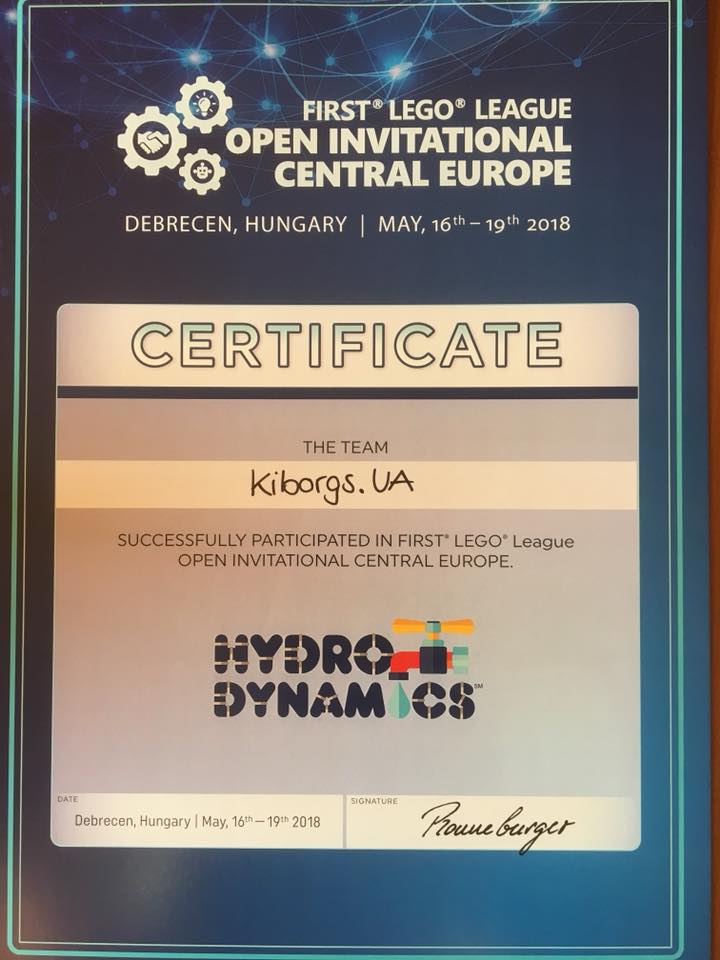 FIRST® LEGO® LEAGUE
OPEN INVITATIONAL
CENTRAL EUROPE
DEBRECEN, HUNGARY | MAY, 16th – 19th 2018
CERTIFICATE
THE TEAM
Kiborgs.UA
SUCCESSFULLY PARTICIPATED IN FIRST® LEGO® League
OPEN INVITATIONAL CENTRAL EUROPE.
HYDRO
DYNAMICS℠
DATE
Debrecen, Hungary | May, 16th – 19th 2018
SIGNATURE